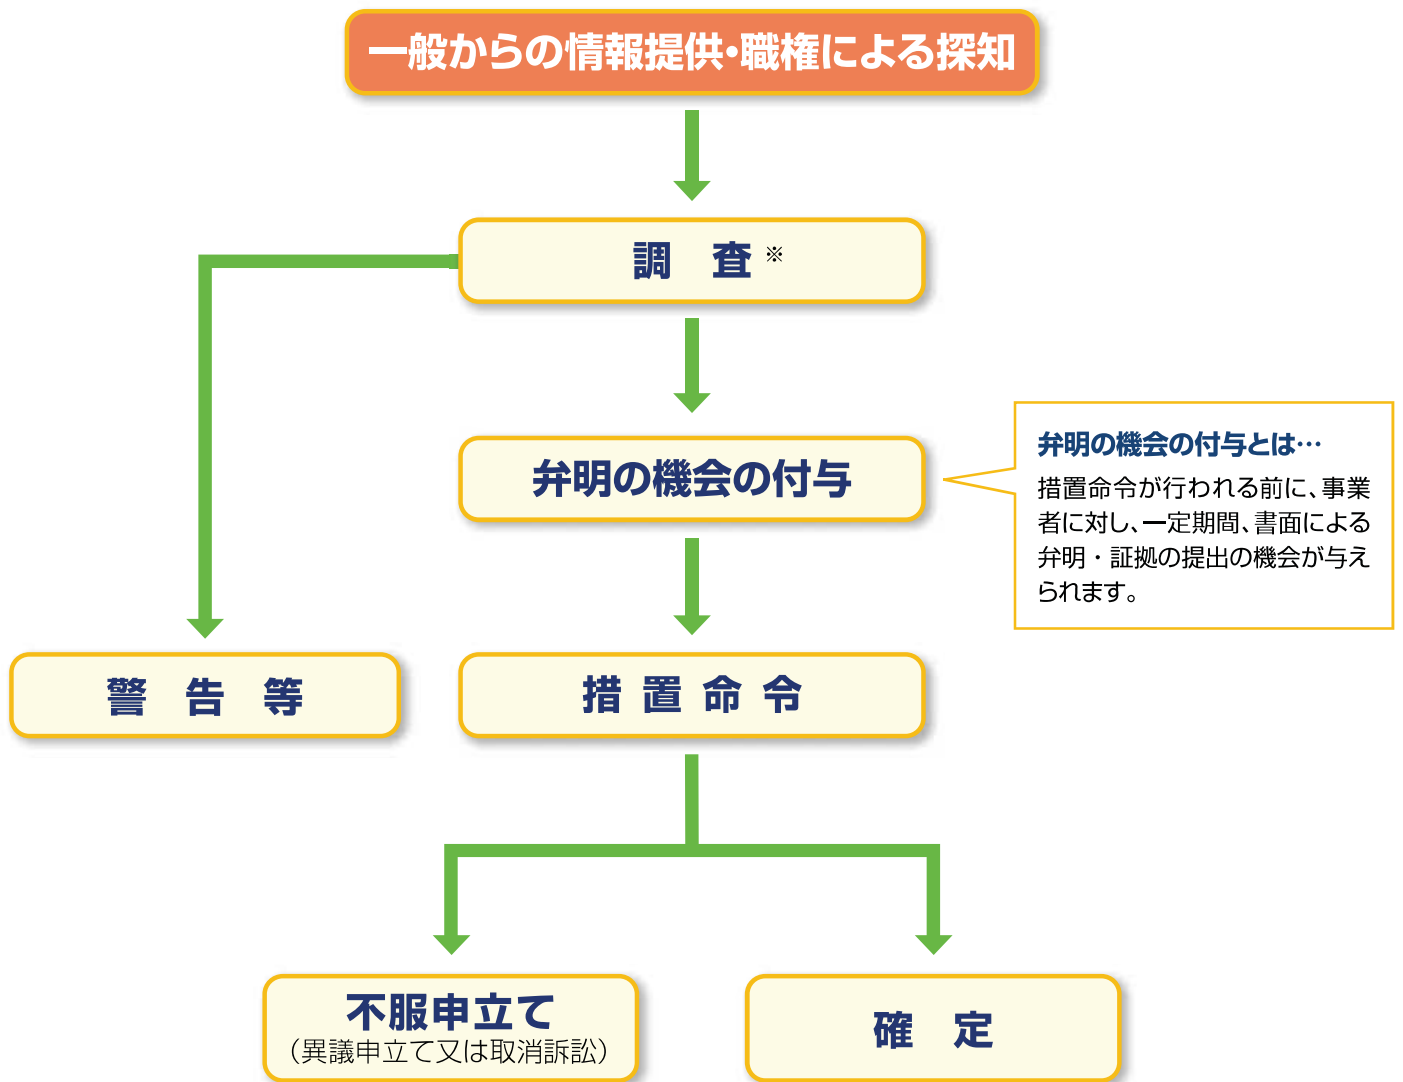 一般からの情報提供・職権による探知
調 査 ※
弁明の機会の付与
弁明の機会の付与とは…
措置命令が行われる前に、事業
者に対し、一定期間、書面による
弁明・証拠の提出の機会が与え
られます。
警 告 等
措 置 命 令
不服申立て
（異議申立て又は取消訴訟）
確 定